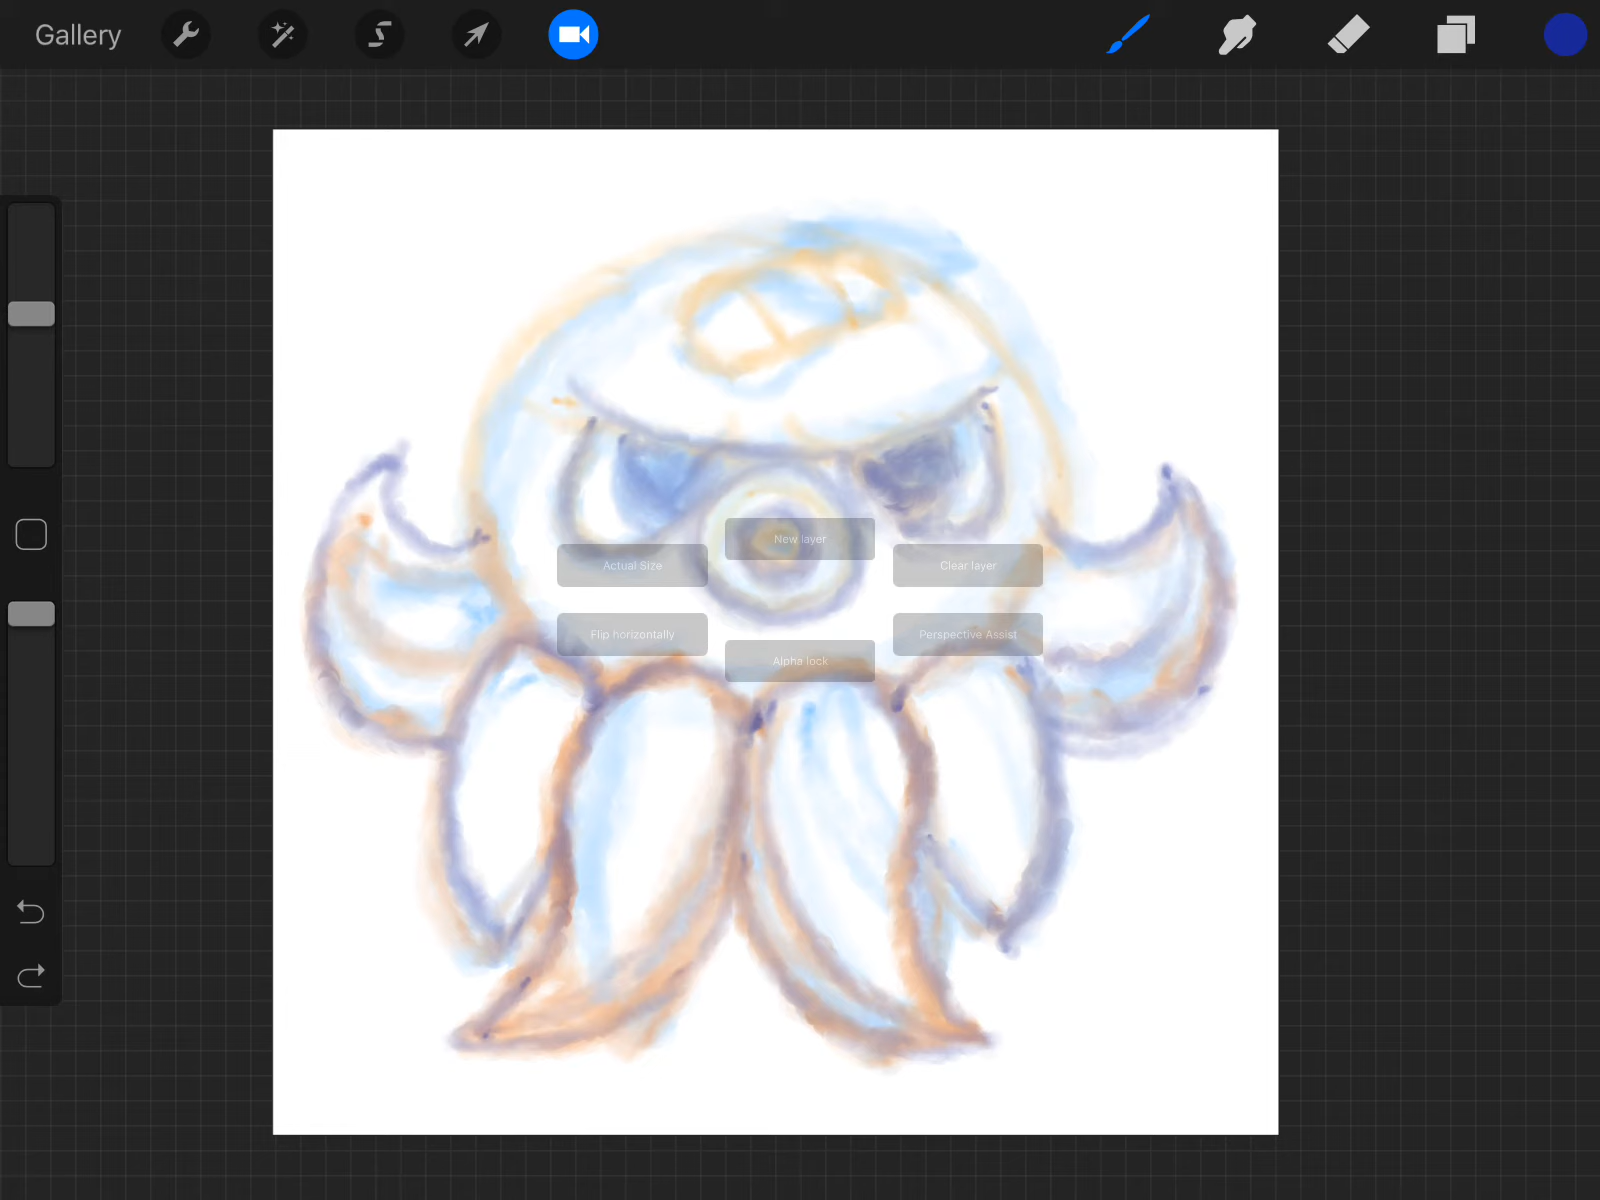 Gallery
New layer
Actual Size
Clear layer
Flip horizontally
Perspective Assist
Alpha lock